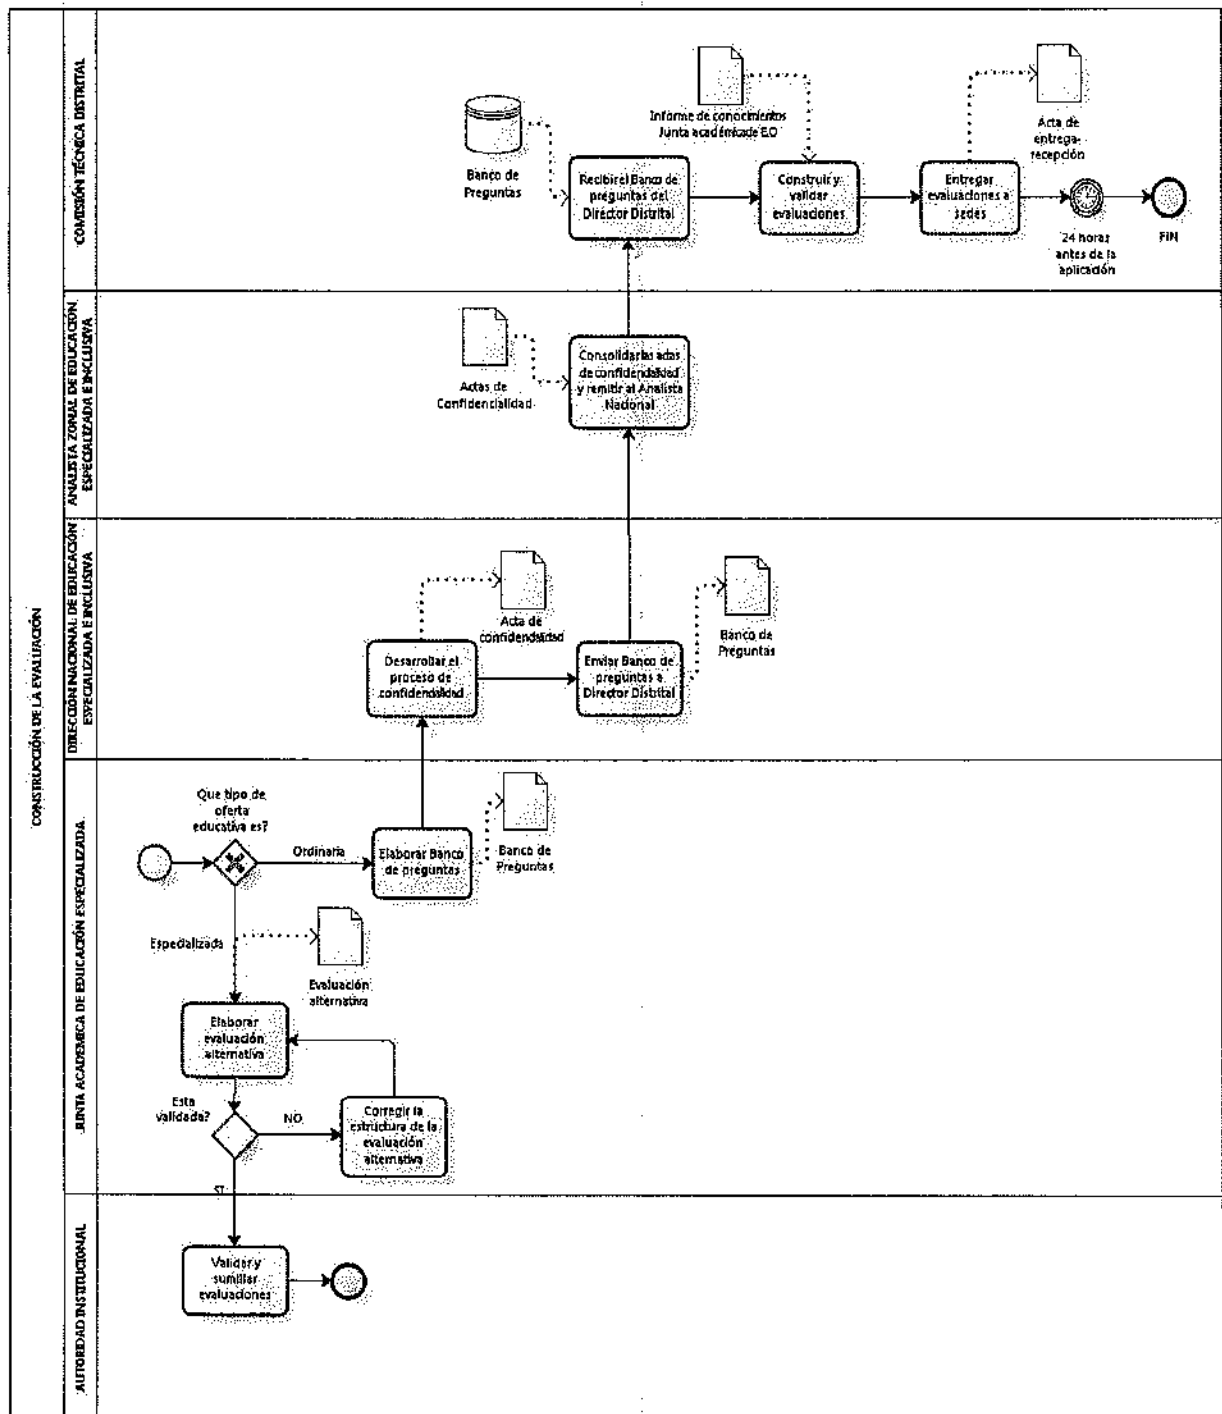 CONSTRUCCIÓN DE LA EVALUACIÓN
COMISIÓN TÉCNICA DISTRITAL
Banco de
Preguntas
Informe de conocimientos
Junta académica de EO
Acta de
entrega-
recepción
Recibir el Banco de
preguntas del
Director Distrital
Construir y
validar
evaluaciones
Entregar
evaluaciones a
sedes
24 horas
antes de la
aplicación
FIN
ANALISTA ZONAL DE EDUCACIÓN
ESPECIALIZADA E INCLUSIVA
Actas de
Confidencialidad
Consolidar las actas
de confidencialidad
y remitir al Analista
Nacional
DIRECCIÓN NACIONAL DE EDUCACIÓN
ESPECIALIZADA E INCLUSIVA
Acta de
confidencialidad
Banco de
Preguntas
Desarrollar el
proceso de
confidencialidad
Enviar Banco de
preguntas a
Director Distrital
JUNTA ACADEMICA DE EDUCACIÓN ESPECIALIZADA
Que tipo de
oferta
educativa es?
Ordinaria
Elaborar Banco
de preguntas
Banco de
Preguntas
Especializada
Evaluación
alternativa
Elaborar
evaluación
alternativa
Esta
validada?
NO
Corregir la
estructura de la
evaluación
alternativa
SI
AUTORIDAD INSTITUCIONAL
Validar y
sumillar
evaluaciones